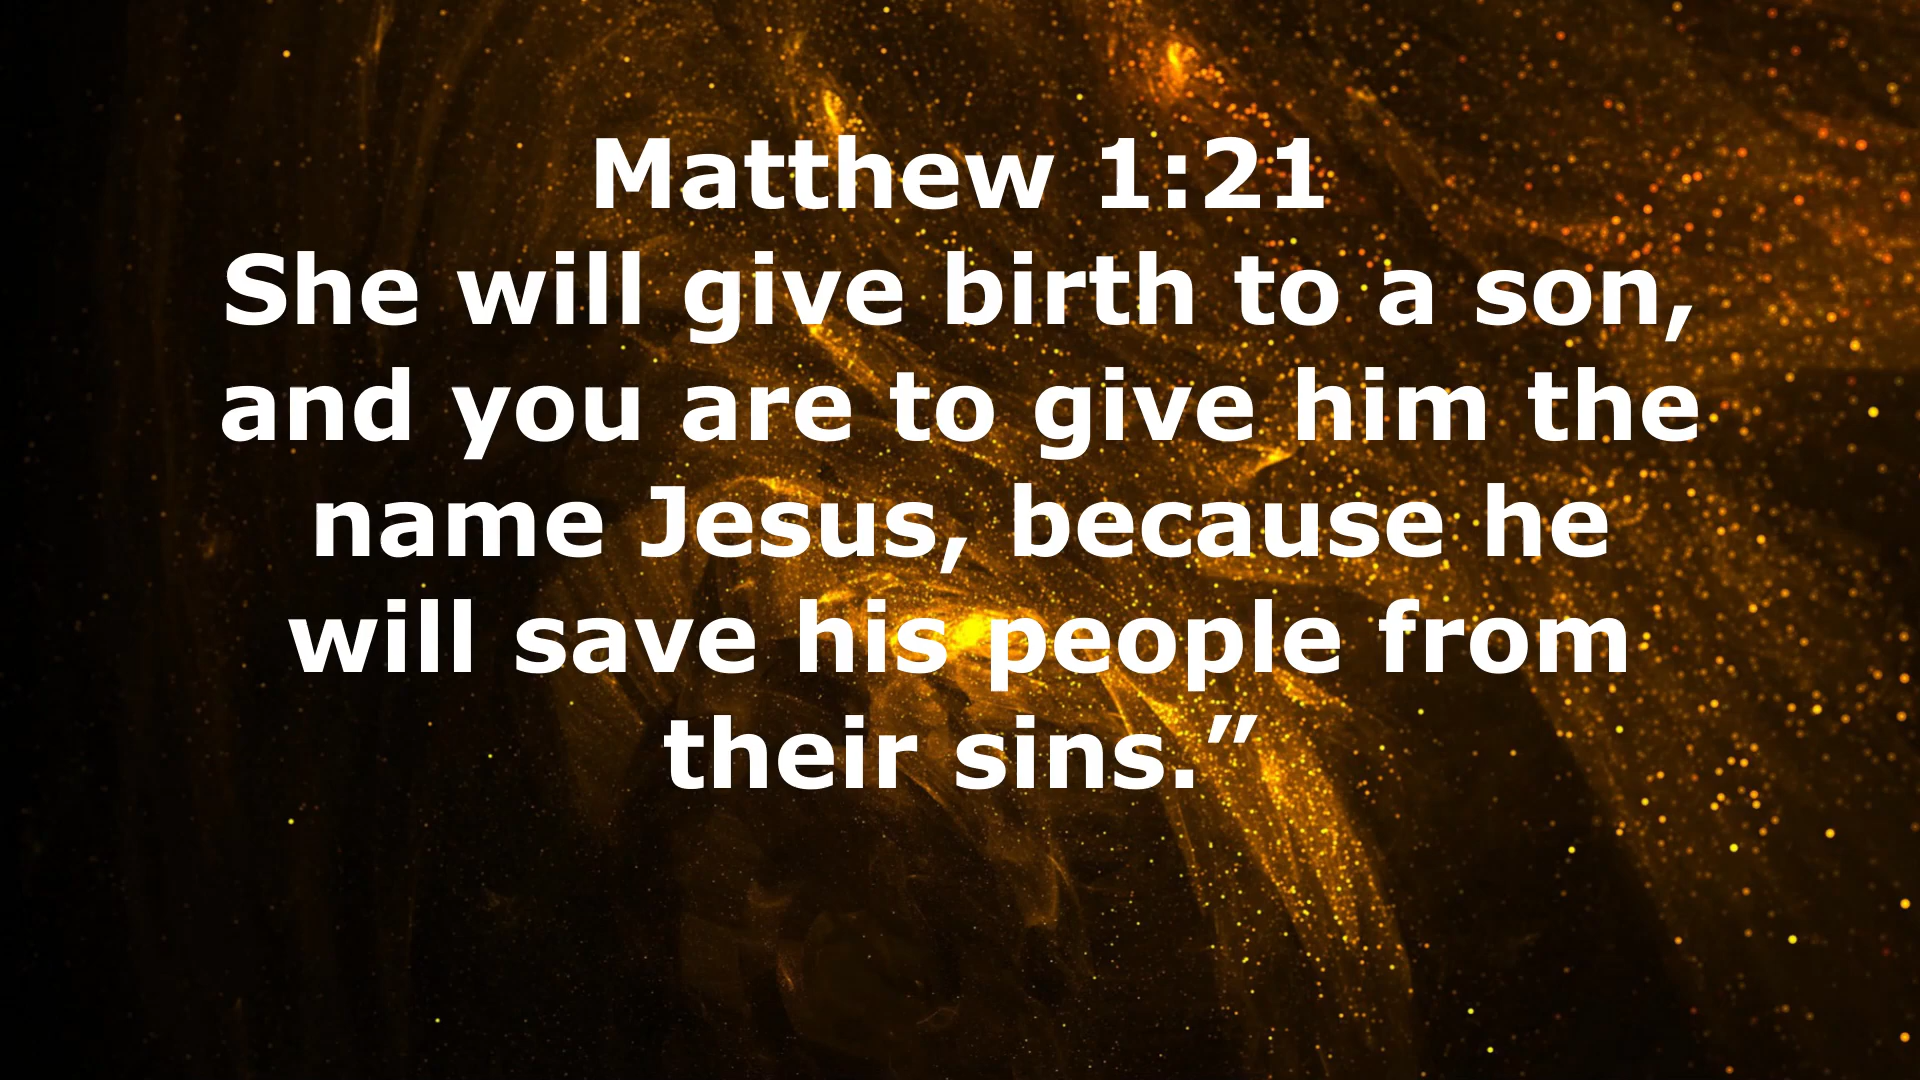 Matthew 1:21
She will give birth to a son,
and you are to give him the
name Jesus, because he
will save his people from
their sins.”